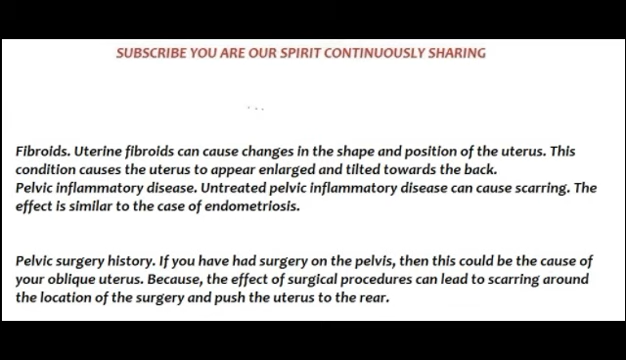 SUBSCRIBE YOU ARE OUR SPIRIT CONTINUOUSLY SHARING
...
Fibroids. Uterine fibroids can cause changes in the shape and position of the uterus. This
condition causes the uterus to appear enlarged and tilted towards the back.
Pelvic inflammatory disease. Untreated pelvic inflammatory disease can cause scarring. The
effect is similar to the case of endometriosis.
Pelvic surgery history. If you have had surgery on the pelvis, then this could be the cause of
your oblique uterus. Because, the effect of surgical procedures can lead to scarring around
the location of the surgery and push the uterus to the rear.